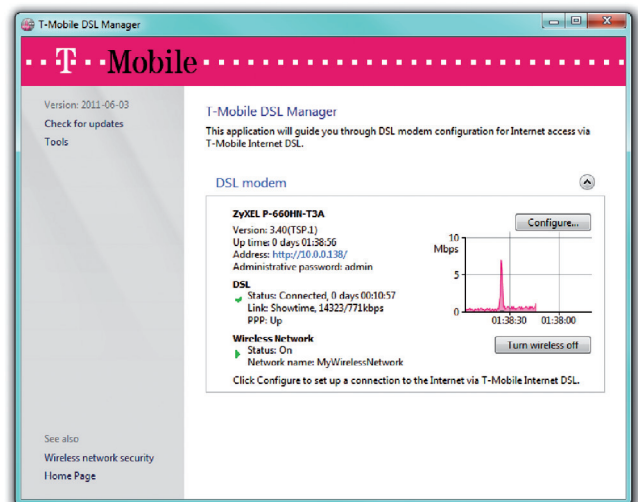 T-Mobile DSL Manager
T - - Mobile
Version: 2011-06-03
Check for updates
Tools
T-Mobile DSL Manager
This application will guide you through DSL modem configuration for Internet access via
T-Mobile Internet DSL.
DSL modem
ZyXEL P-660HN-T3A
Version: 3.40(TSP.1)
Up time: 0 days 01:38:56
Address: http://10.0.0.138/
Administrative password: admin
DSL
Status: Connected, 0 days 00:10:57
Link: Showtime, 14323/771kbps
PPP: Up
Wireless Network
Status: On
Network name: MyWirelessNetwork
Configure...
10
Mbps
5
0
01:38:30 01:38:00
Turn wireless off
Click Configure to set up a connection to the Internet via T-Mobile Internet DSL.
See also
Wireless network security
Home Page